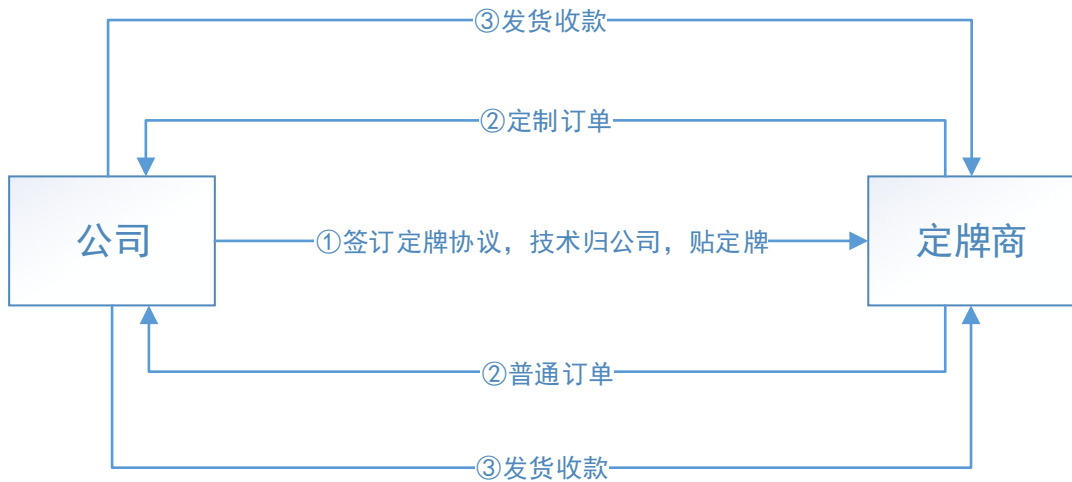 ③发货收款
②定制订单
公司
①签订定牌协议，技术归公司，贴定牌
定牌商
②普通订单
③发货收款